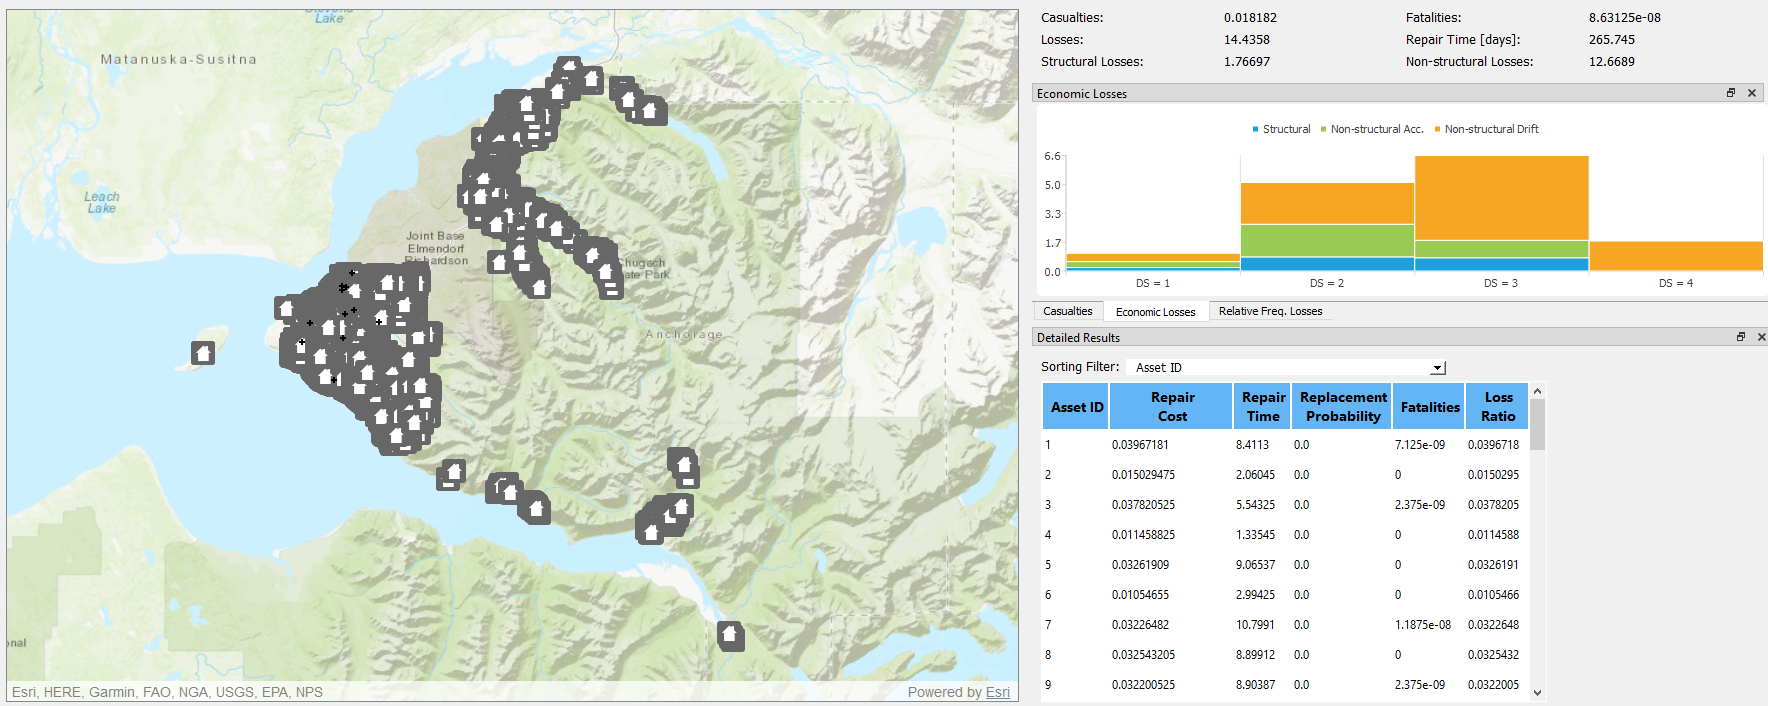 Glenns
Lake
Matanuska-Susitna
Leach
Lake
Joint Base
Elmendorf
Richardson
Chugach
State Park
Anchorage
onal
Esri, HERE, Garmin, FAO, NGA, USGS, EPA, NPS
Powered by Esri
Casualties: 0.018182 Fatalities: 8.63125e-08
Losses: 14.4358 Repair Time [days]: 265.745
Structural Losses: 1.76697 Non-structural Losses: 12.6689
Economic Losses
Structural Non-structural Acc. Non-structural Drift
6.6
5.0
3.3
1.7
0.0
DS = 1 DS = 2 DS = 3 DS = 4
Casualties Economic Losses Relative Freq. Losses
Detailed Results
Sorting Filter: Asset ID
Asset ID Repair Cost Repair Time Replacement Probability Fatalities Loss Ratio
1 0.03967181 8.4113 0.0 7.125e-09 0.0396718
2 0.015029475 2.06045 0.0 0 0.0150295
3 0.037820525 5.54325 0.0 2.375e-09 0.0378205
4 0.011458825 1.33545 0.0 0 0.0114588
5 0.03261909 9.06537 0.0 0 0.0326191
6 0.01054655 2.99425 0.0 0 0.0105466
7 0.03226482 10.7991 0.0 1.1875e-08 0.0322648
8 0.032543205 8.89912 0.0 0 0.0325432
9 0.032200525 8.90387 0.0 2.375e-09 0.0322005